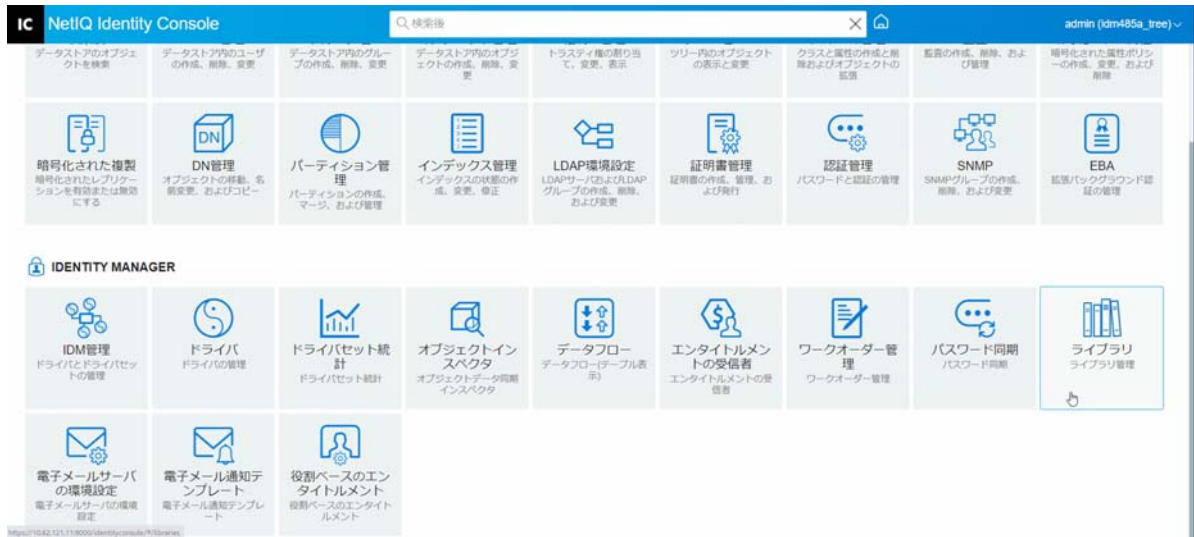 IC NetIQ Identity Console
検索後
admin (idm485a_tree)
データストアのオブジェ
クトを検索
データストア内のユーザ
の作成、削除、変更
データストア内のグルー
プの作成、削除、変更
データストア内のオブジ
ェクトの作成、削除、変
更
トラスティ権の割り当
て、変更、表示
ツリー内のオブジェクト
の表示と変更
クラスと属性の作成と削
除およびオブジェクトの
拡張
監査の作成、削除、およ
び管理
暗号化された属性ポリシ
ーの作成、変更、および
削除
暗号化された複製
暗号化されたレプリケー
ションを有効または無効
にする
DN
DN管理
オブジェクトの移動、名
前変更、およびコピー
パーティション管
理
パーティションの作成、
マージ、および管理
インデックス管理
インデックスの状態の作
成、変更、修正
LDAP環境設定
LDAPサーバおよびLDAP
グループの作成、削除、
および変更
証明書管理
証明書の作成、管理、お
よび発行
認証管理
パスワードと認証の管理
SNMP
SNMPグループの作成、
削除、および変更
EBA
拡張バックグラウンド認
証の管理
IDENTITY MANAGER
IDM管理
ドライバとドライバセッ
トの管理
ドライバ
ドライバの管理
ドライバセット統
計
ドライバセット統計
オブジェクトイン
スペクタ
オブジェクトデータ同期
インスペクタ
データフロー
データフロー(テーブル表
示)
エンタイトルメン
トの受信者
エンタイトルメントの受
信者
ワークオーダー管
理
ワークオーダー管理
パスワード同期
パスワード同期
ライブラリ
ライブラリ管理
電子メールサーバ
の環境設定
電子メールサーバの環境
設定
電子メール通知テ
ンプレート
電子メール通知テンプレ
ート
役割ベースのエン
タイトルメント
役割ベースのエンタイト
ルメント
https://10.62.121.11:9000/identityconsole/#/libraries